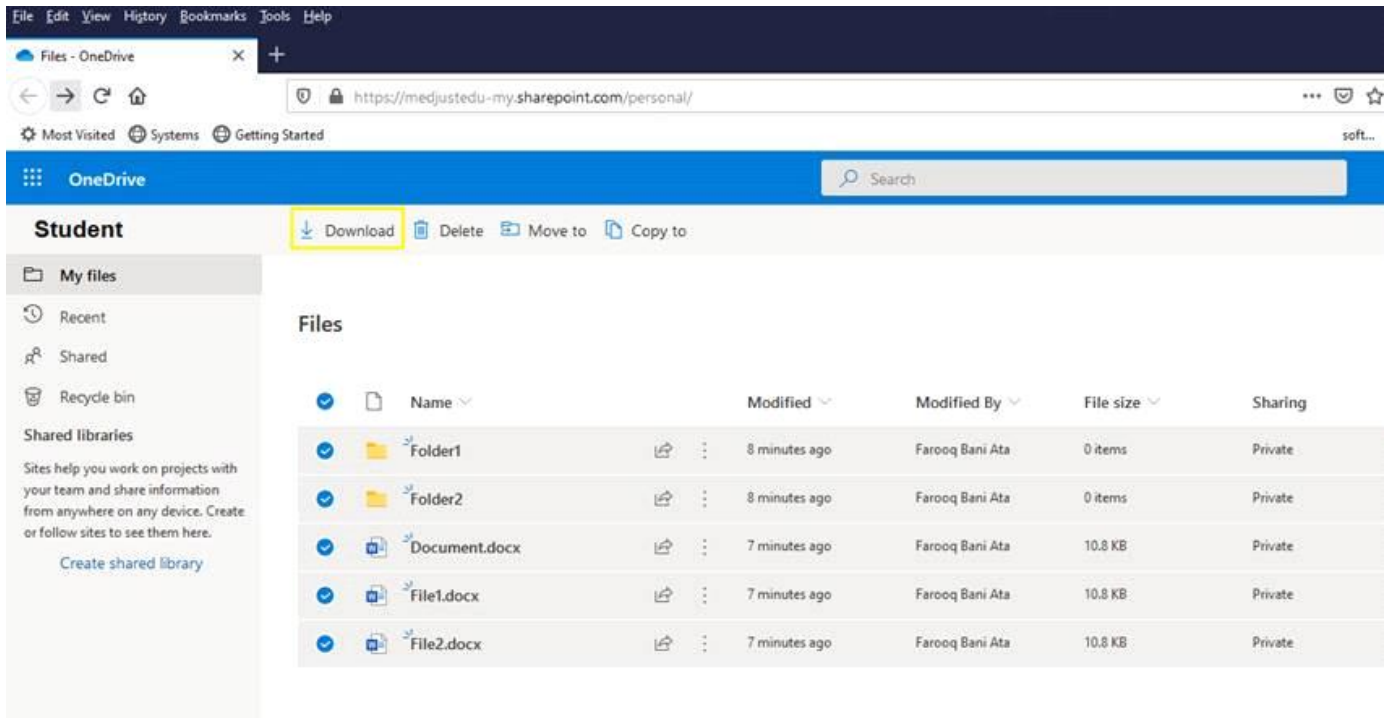 File Edit View History Bookmarks Tools Help
Files - OneDrive
https://medjustedu-my.sharepoint.com/personal/
Most Visited Systems Getting Started soft...
OneDrive Search
Student Download Delete Move to Copy to
My files
Recent
Shared
Recycle bin
Shared libraries
Sites help you work on projects with
your team and share information
from anywhere on any device. Create
or follow sites to see them here.
Create shared library
Files
Name Modified Modified By File size Sharing
Folder1 8 minutes ago Farooq Bani Ata 0 items Private
Folder2 8 minutes ago Farooq Bani Ata 0 items Private
Document.docx 7 minutes ago Farooq Bani Ata 10.8 KB Private
File1.docx 7 minutes ago Farooq Bani Ata 10.8 KB Private
File2.docx 7 minutes ago Farooq Bani Ata 10.8 KB Private